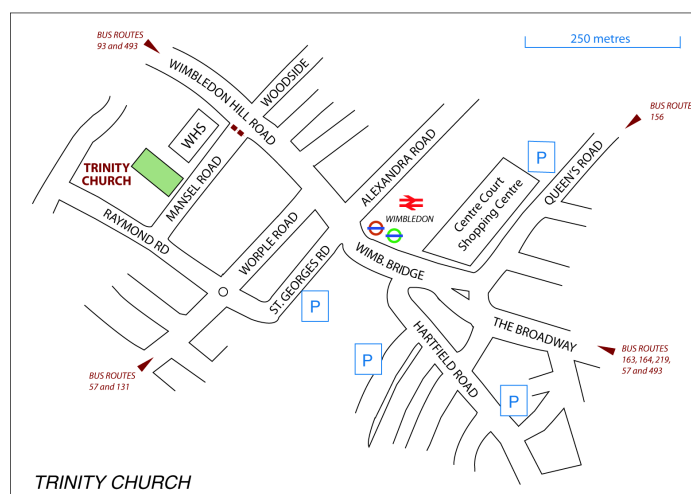 BUS ROUTES
93 and 493
WIMBLEDON HILL ROAD
WOODSIDE
250 metres
BUS ROUTE
156
WHS
TRINITY
CHURCH
MANSEL ROAD
RAYMOND RD
WORPLE ROAD
ST. GEORGES RD
ALEXANDRA ROAD
WIMBLEDON
Centre Court
Shopping Centre
P
QUEEN'S ROAD
WIMB. BRIDGE
P
THE BROADWAY
HARTFIELD ROAD
P
P
BUS ROUTES
163, 164, 219,
57 and 493
BUS ROUTES
57 and 131
TRINITY CHURCH